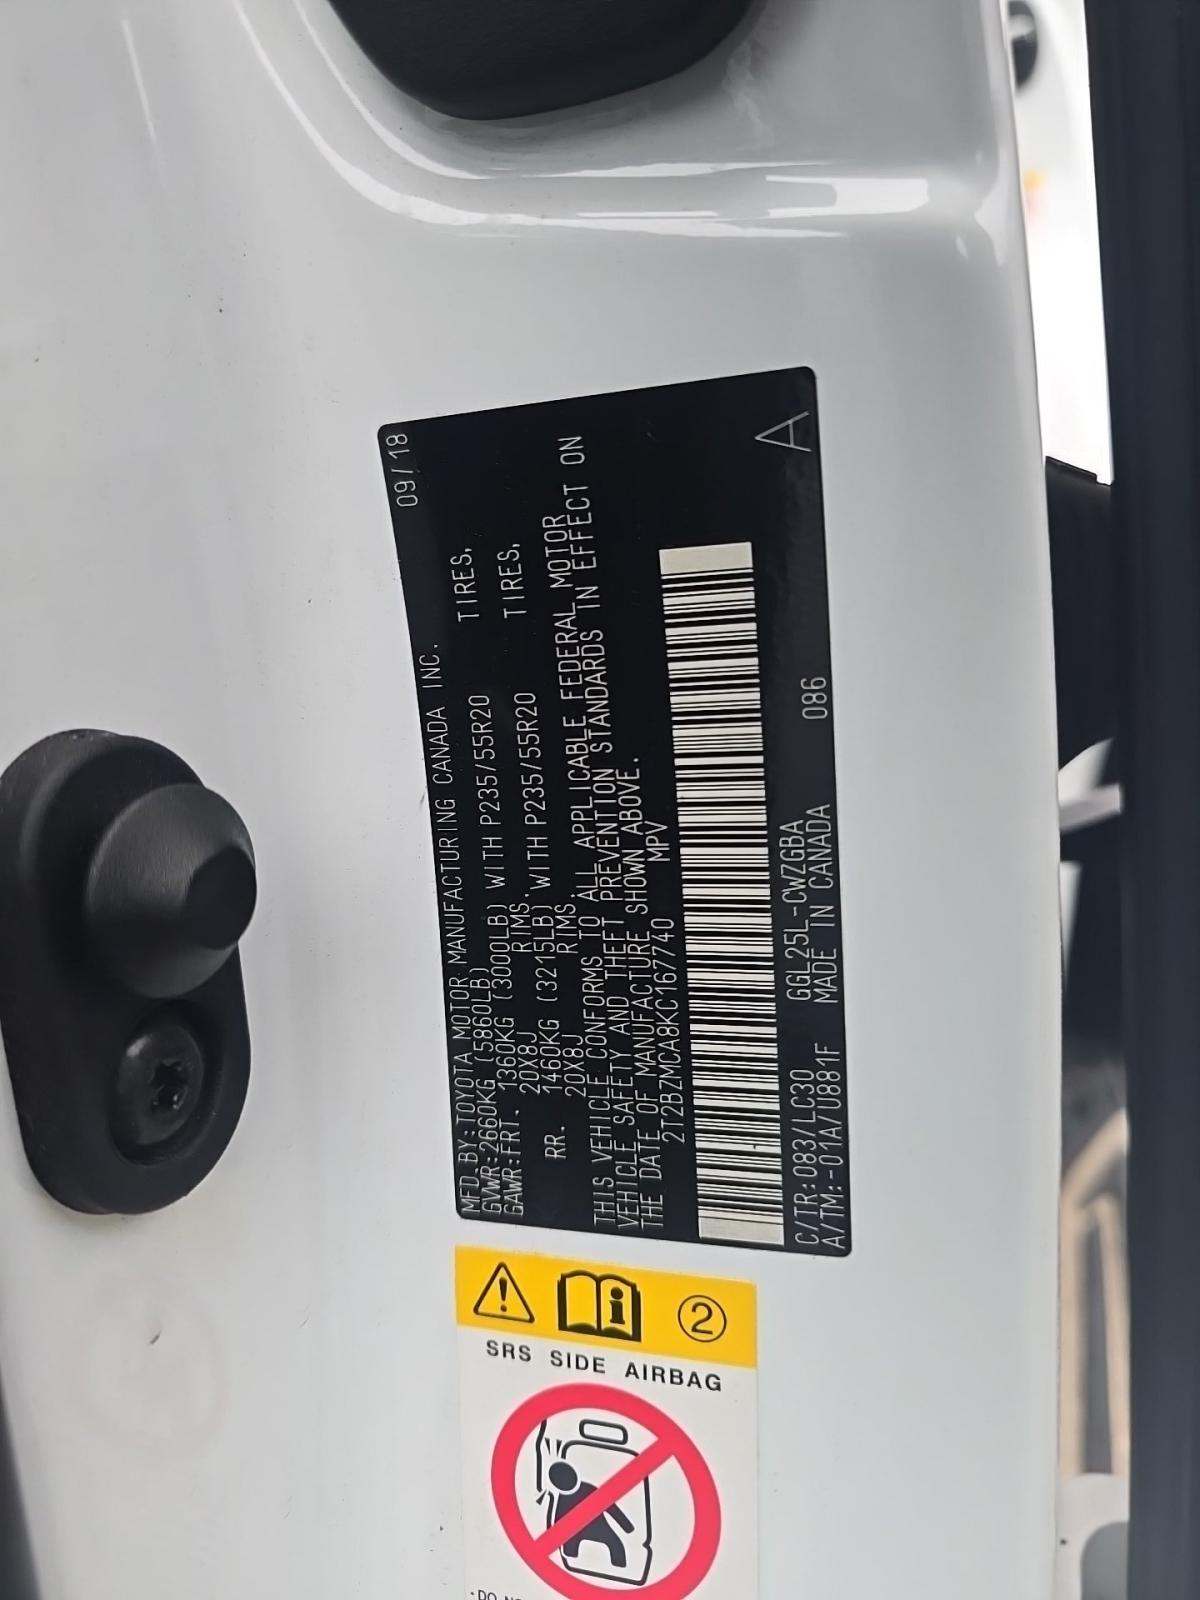 09/18
MFD. BY: TOYOTA MOTOR MANUFACTURING CANADA INC.
GVWR:2660KG (5860LB)
GAWR:FRT. 1360KG (3000LB) WITH P235/55R20 TIRES,
20X8J RIMS.
RR. 1460KG (3215LB) WITH P235/55R20 TIRES,
20X8J RIMS.
THIS VEHICLE CONFORMS TO ALL APPLICABLE FEDERAL MOTOR
VEHICLE SAFETY AND THEFT PREVENTION STANDARDS IN EFFECT ON
THE DATE OF MANUFACTURE SHOWN ABOVE.
2T2BZMCA8KC167740 MPV
A
C/TR:083/LC30 GGL25L-CWZGBA
A/TM:-01A/U881F MADE IN CANADA 086
2
SRS SIDE AIRBAG